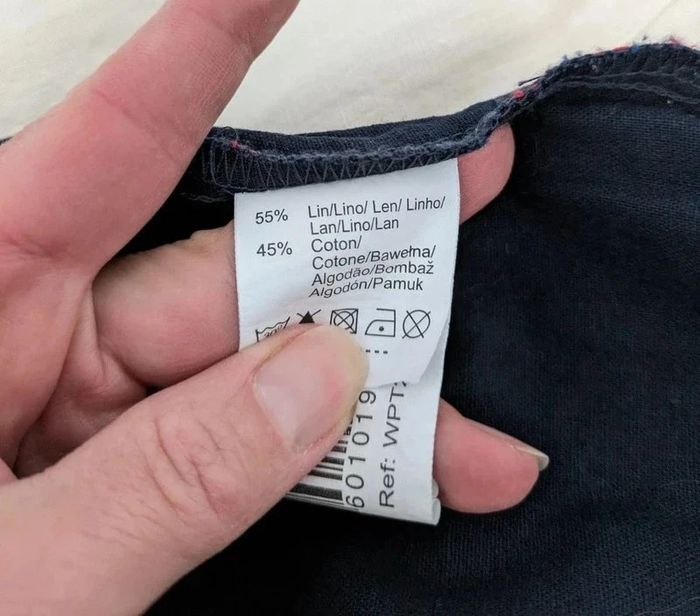 55% Lin/Lino/ Len/ Linho/
Lan/Lino/Lan
45% Coton/
Cotone/Bawełna/
Algodão/Bombaž
Algodón/Pamuk
601019
Ref: WPT